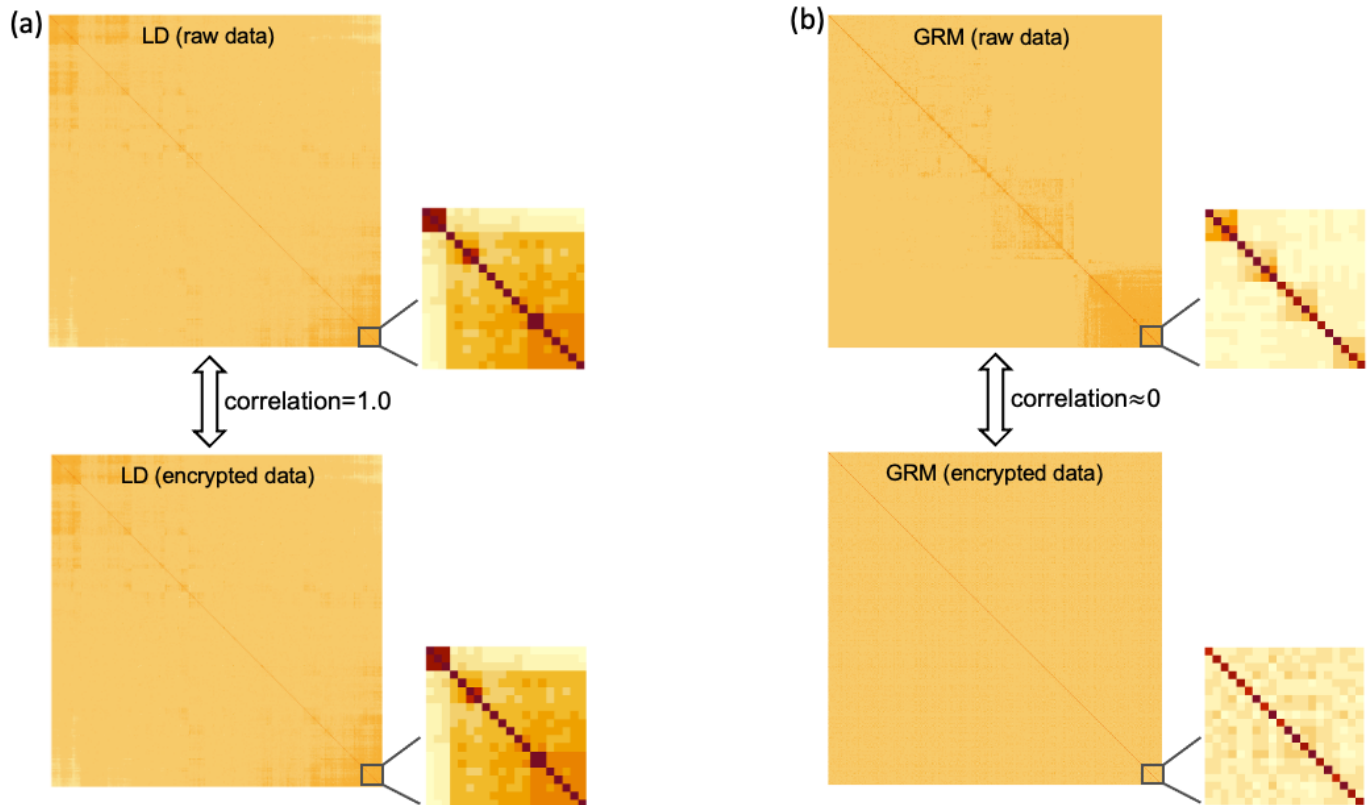 (a)
LD (raw data)
correlation=1.0
LD (encrypted data)
(b)
GRM (raw data)
correlation≈0
GRM (encrypted data)